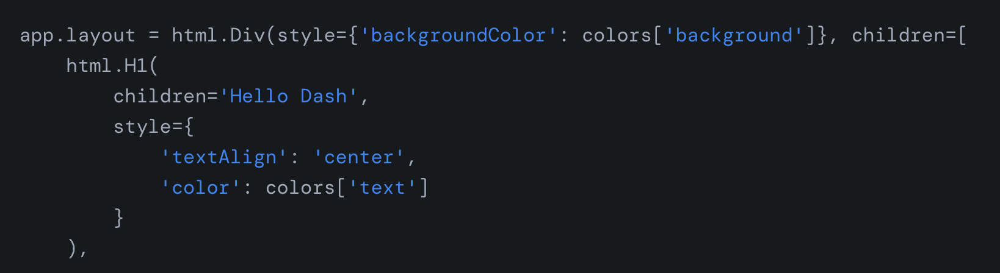 app.layout = html.Div(style={'backgroundColor': colors['background']}, children=[
    html.H1(
        children='Hello Dash',
        style={
            'textAlign': 'center',
            'color': colors['text']
        }
    ),